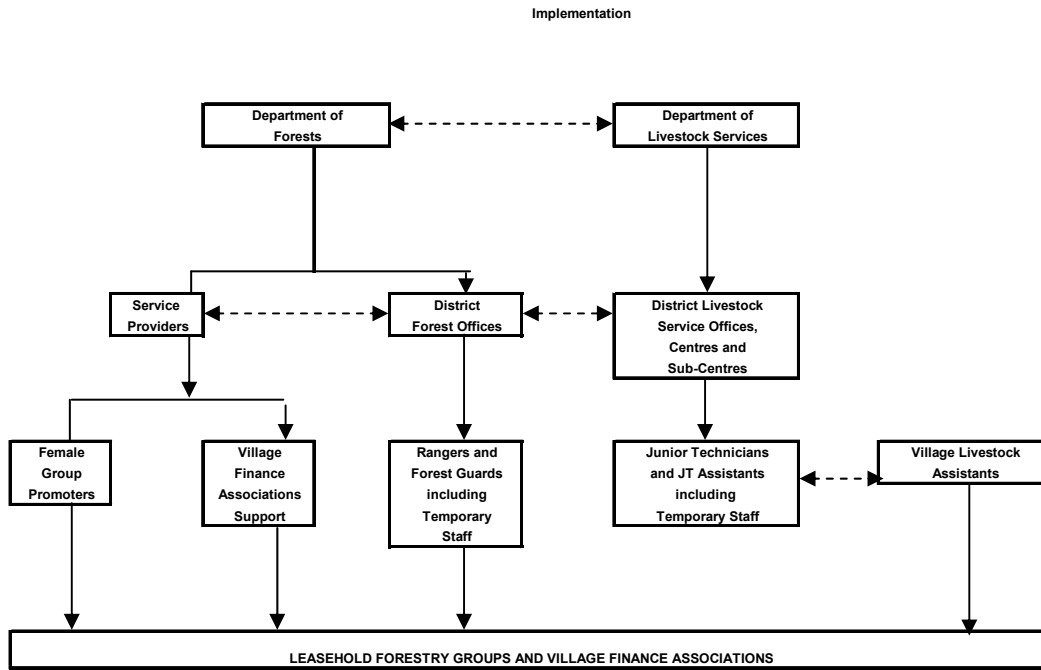 Implementation
Department of
Forests
Department of
Livestock Services
Service
Providers
District
Forest Offices
District Livestock
Service Offices,
Centres and
Sub-Centres
Female
Group
Promoters
Village
Finance
Associations
Support
Rangers and
Forest Guards
including
Temporary
Staff
Junior Technicians
and JT Assistants
including
Temporary Staff
Village Livestock
Assistants
LEASEHOLD FORESTRY GROUPS AND VILLAGE FINANCE ASSOCIATIONS